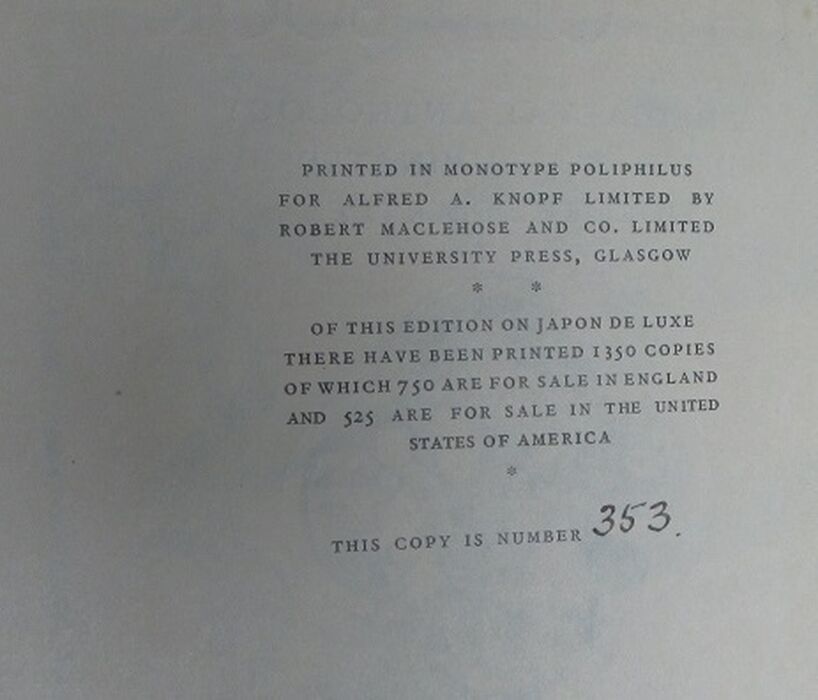 PRINTED IN MONOTYPE POLIPHILUS
FOR ALFRED A. KNOPF LIMITED BY
ROBERT MACLEHOSE AND CO. LIMITED
THE UNIVERSITY PRESS, GLASGOW
* *
OF THIS EDITION ON JAPON DE LUXE
THERE HAVE BEEN PRINTED 1350 COPIES
OF WHICH 750 ARE FOR SALE IN ENGLAND
AND 525 ARE FOR SALE IN THE UNITED
STATES OF AMERICA
*
THIS COPY IS NUMBER 353.